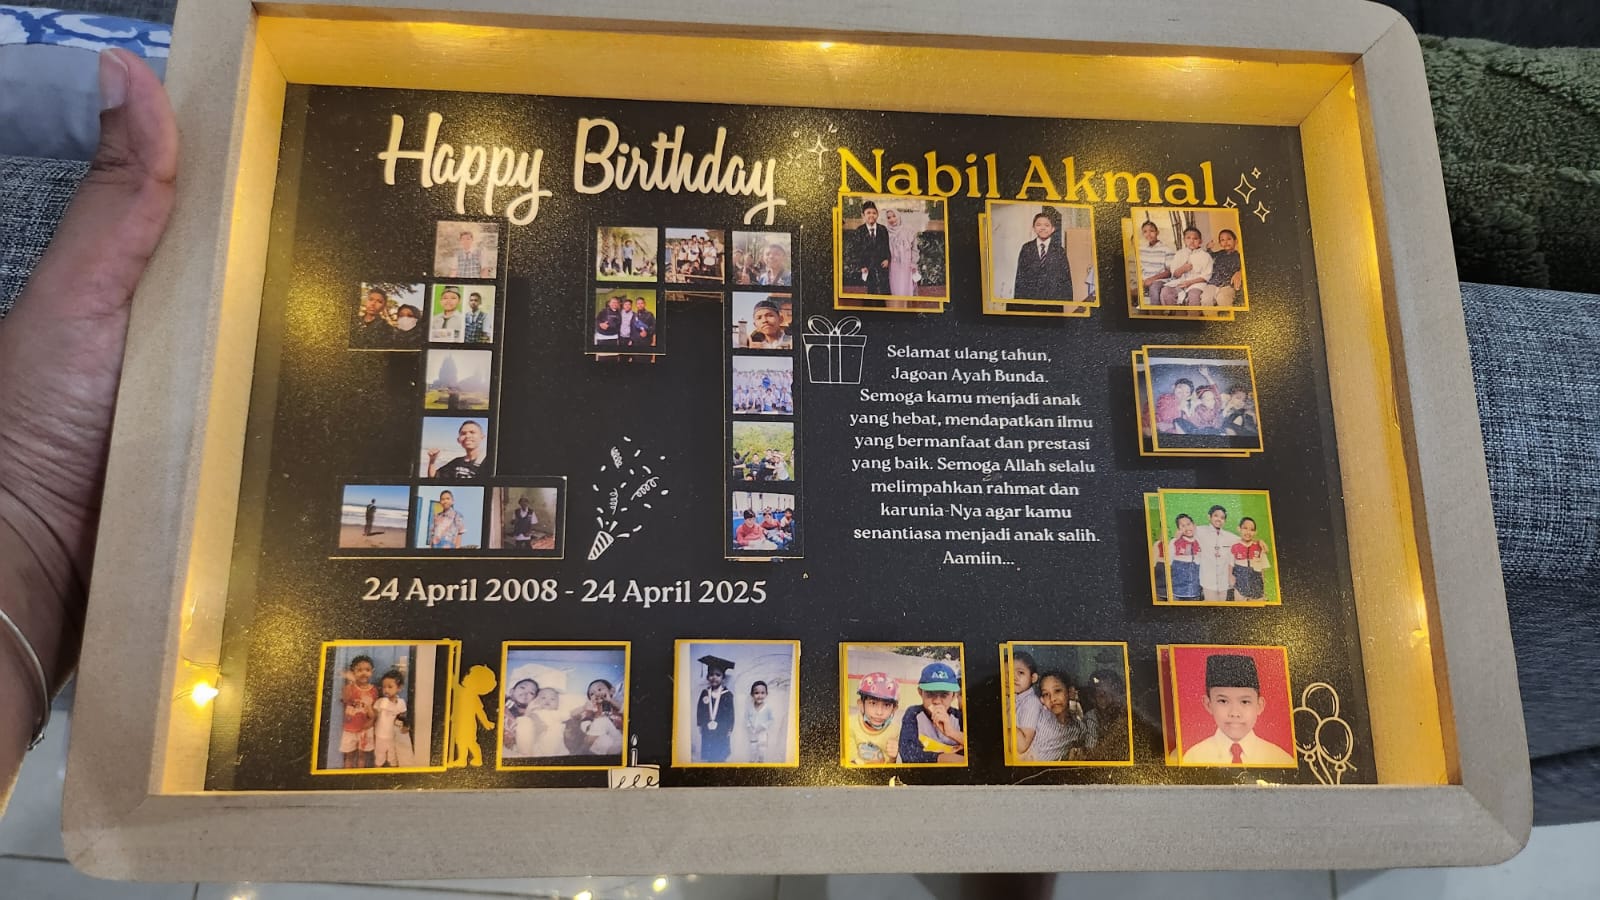 Happy Birthday
Nabil Akmal
Selamat ulang tahun,
Jagoan Ayah Bunda.
Semoga kamu menjadi anak
yang hebat, mendapatkan ilmu
yang bermanfaat dan prestasi
yang baik. Semoga Allah selalu
melimpahkan rahmat dan
karunia-Nya agar kamu
senantiasa menjadi anak salih.
Aamiin...
24 April 2008 - 24 April 2025